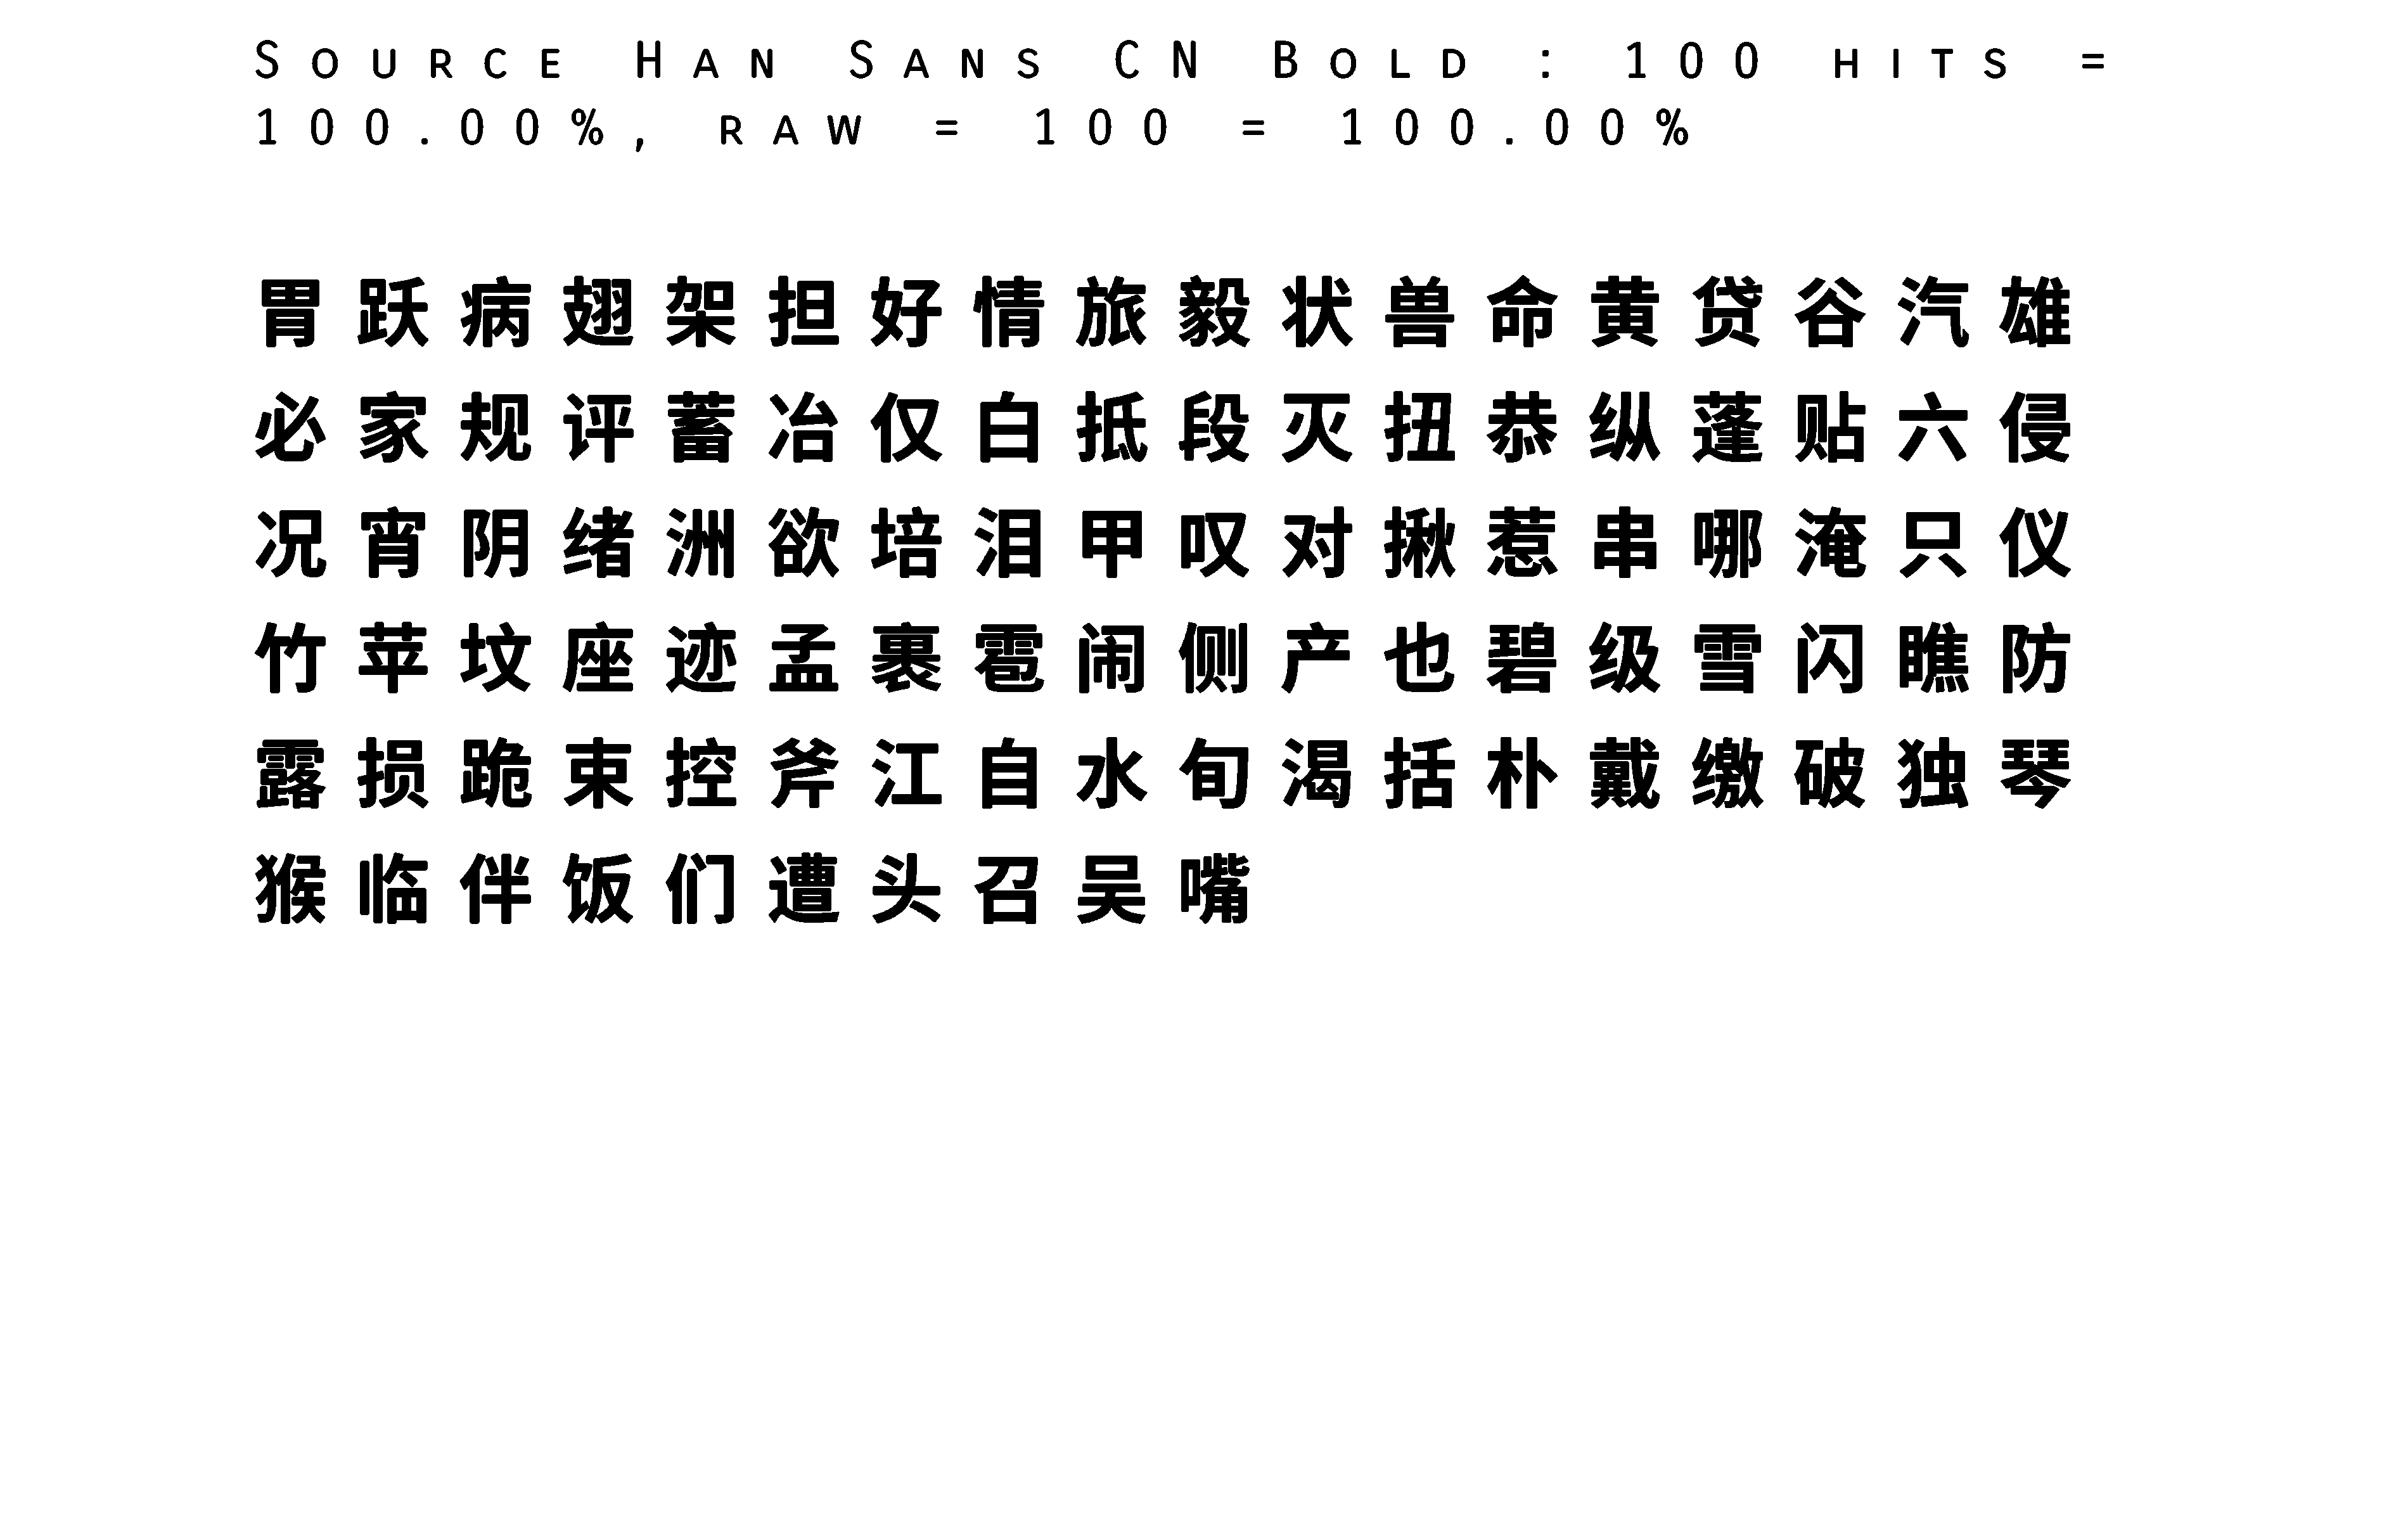 Source Han Sans CN Bold : 100 hits =
100.00%, raw = 100 = 100.00%
胃跃病翅架担好情旅毅状兽命黄贷谷汽雄
必家规评蓄冶仅白抵段灭扭恭纵蓬贴六侵
况宵阴绪洲欲培泪甲叹对揪惹串哪淹只仪
竹苹坟座迹孟裹雹闹侧产也碧级雪闪瞧防
露损跪束控斧江自水旬渴括朴戴缴破独琴
猴临伴饭们遭头召吴嘴